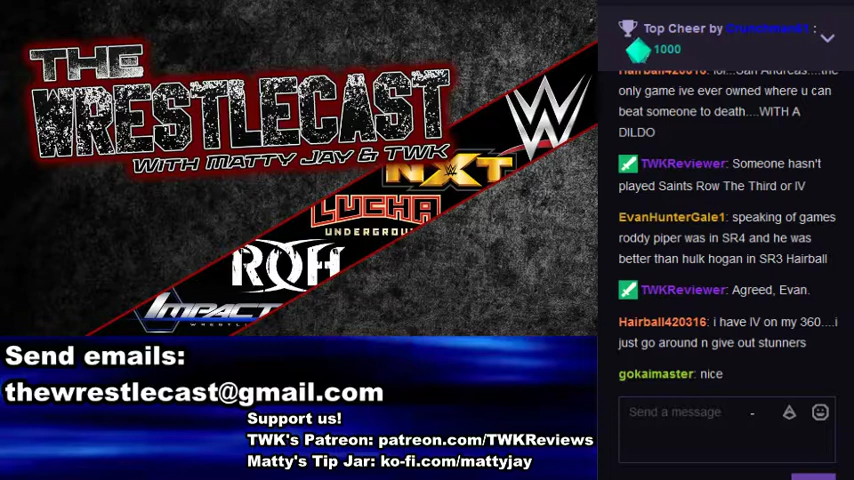 THE
WRESTLECAST
WITH MATTY JAY & TWK
W
NXT
LUCHA
UNDERGROUND
ROH
IMPACT
WRESTLING
Send emails:
thewrestlecast@gmail.com
Support us!
TWK's Patreon: patreon.com/TWKReviews
Matty's Tip Jar: ko-fi.com/mattyjay
Top Cheer by :
1000
only game ive ever owned where u can
beat someone to death....WITH A
DILDO
TWKReviewer: Someone hasn't
played Saints Row The Third or IV
EvanHunterGale1: speaking of games
roddy piper was in SR4 and he was
better than hulk hogan in SR3 Hairball
TWKReviewer: Agreed, Evan.
Hairball420316: i have IV on my 360....i
just go around n give out stunners
gokaimaster: nice
Send a message